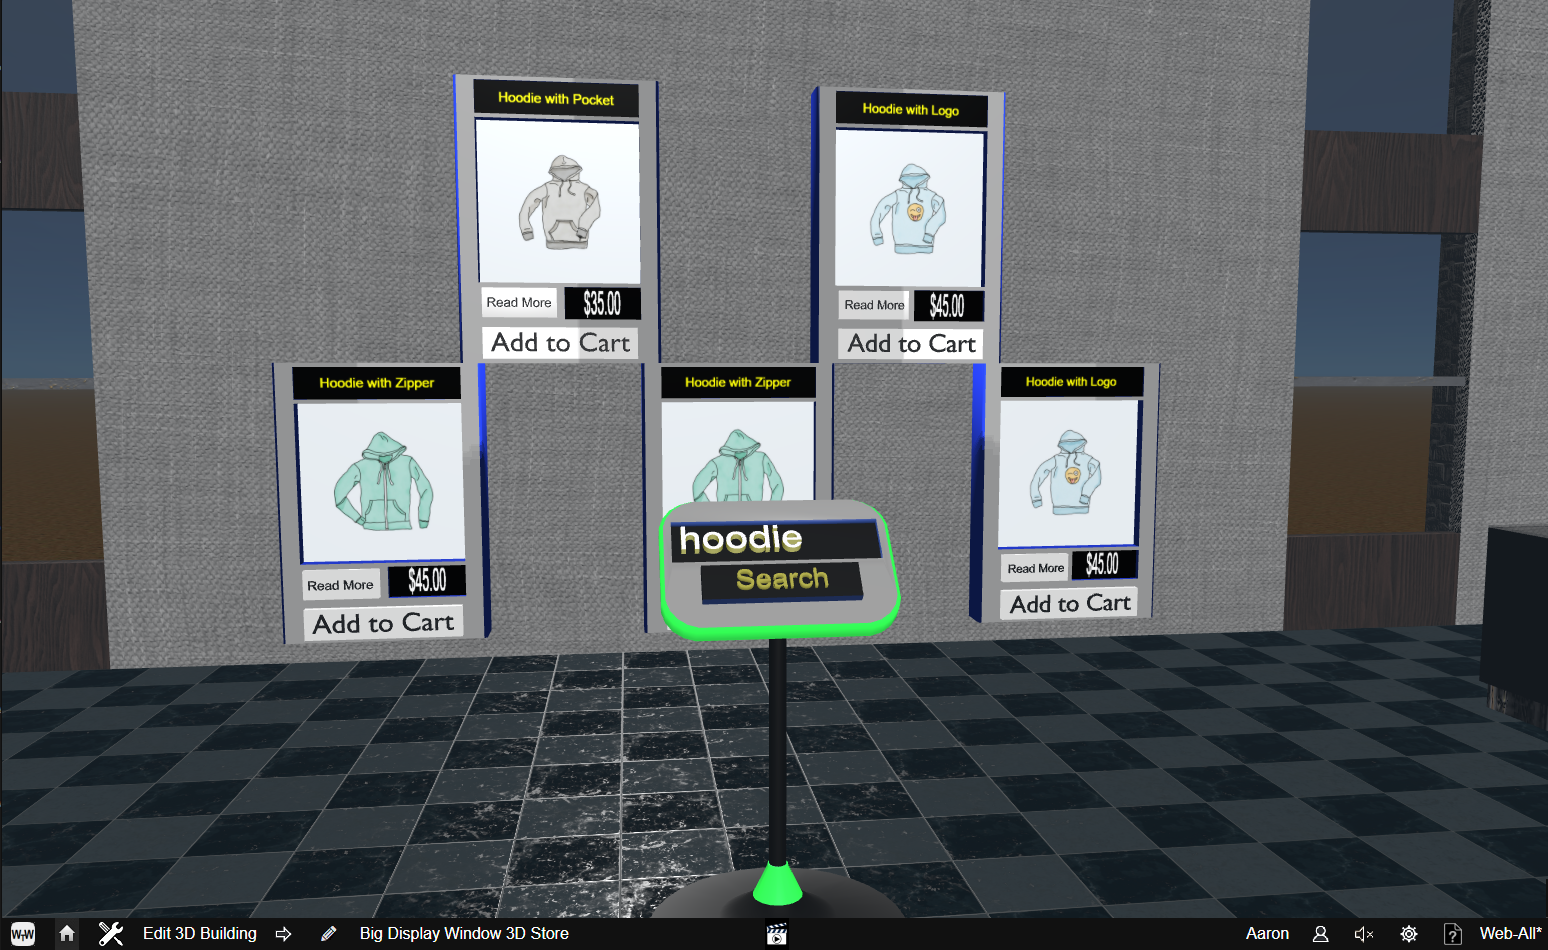 Hoodie with Pocket
Read More
$35.00
Add to Cart
Hoodie with Logo
Read More
$45.00
Add to Cart
Hoodie with Zipper
Read More
$45.00
Add to Cart
Hoodie with Zipper
hoodie
Search
Hoodie with Logo
Read More
$45.00
Add to Cart
WTW
Edit 3D Building
Big Display Window 3D Store
Aaron
?
Web-All*